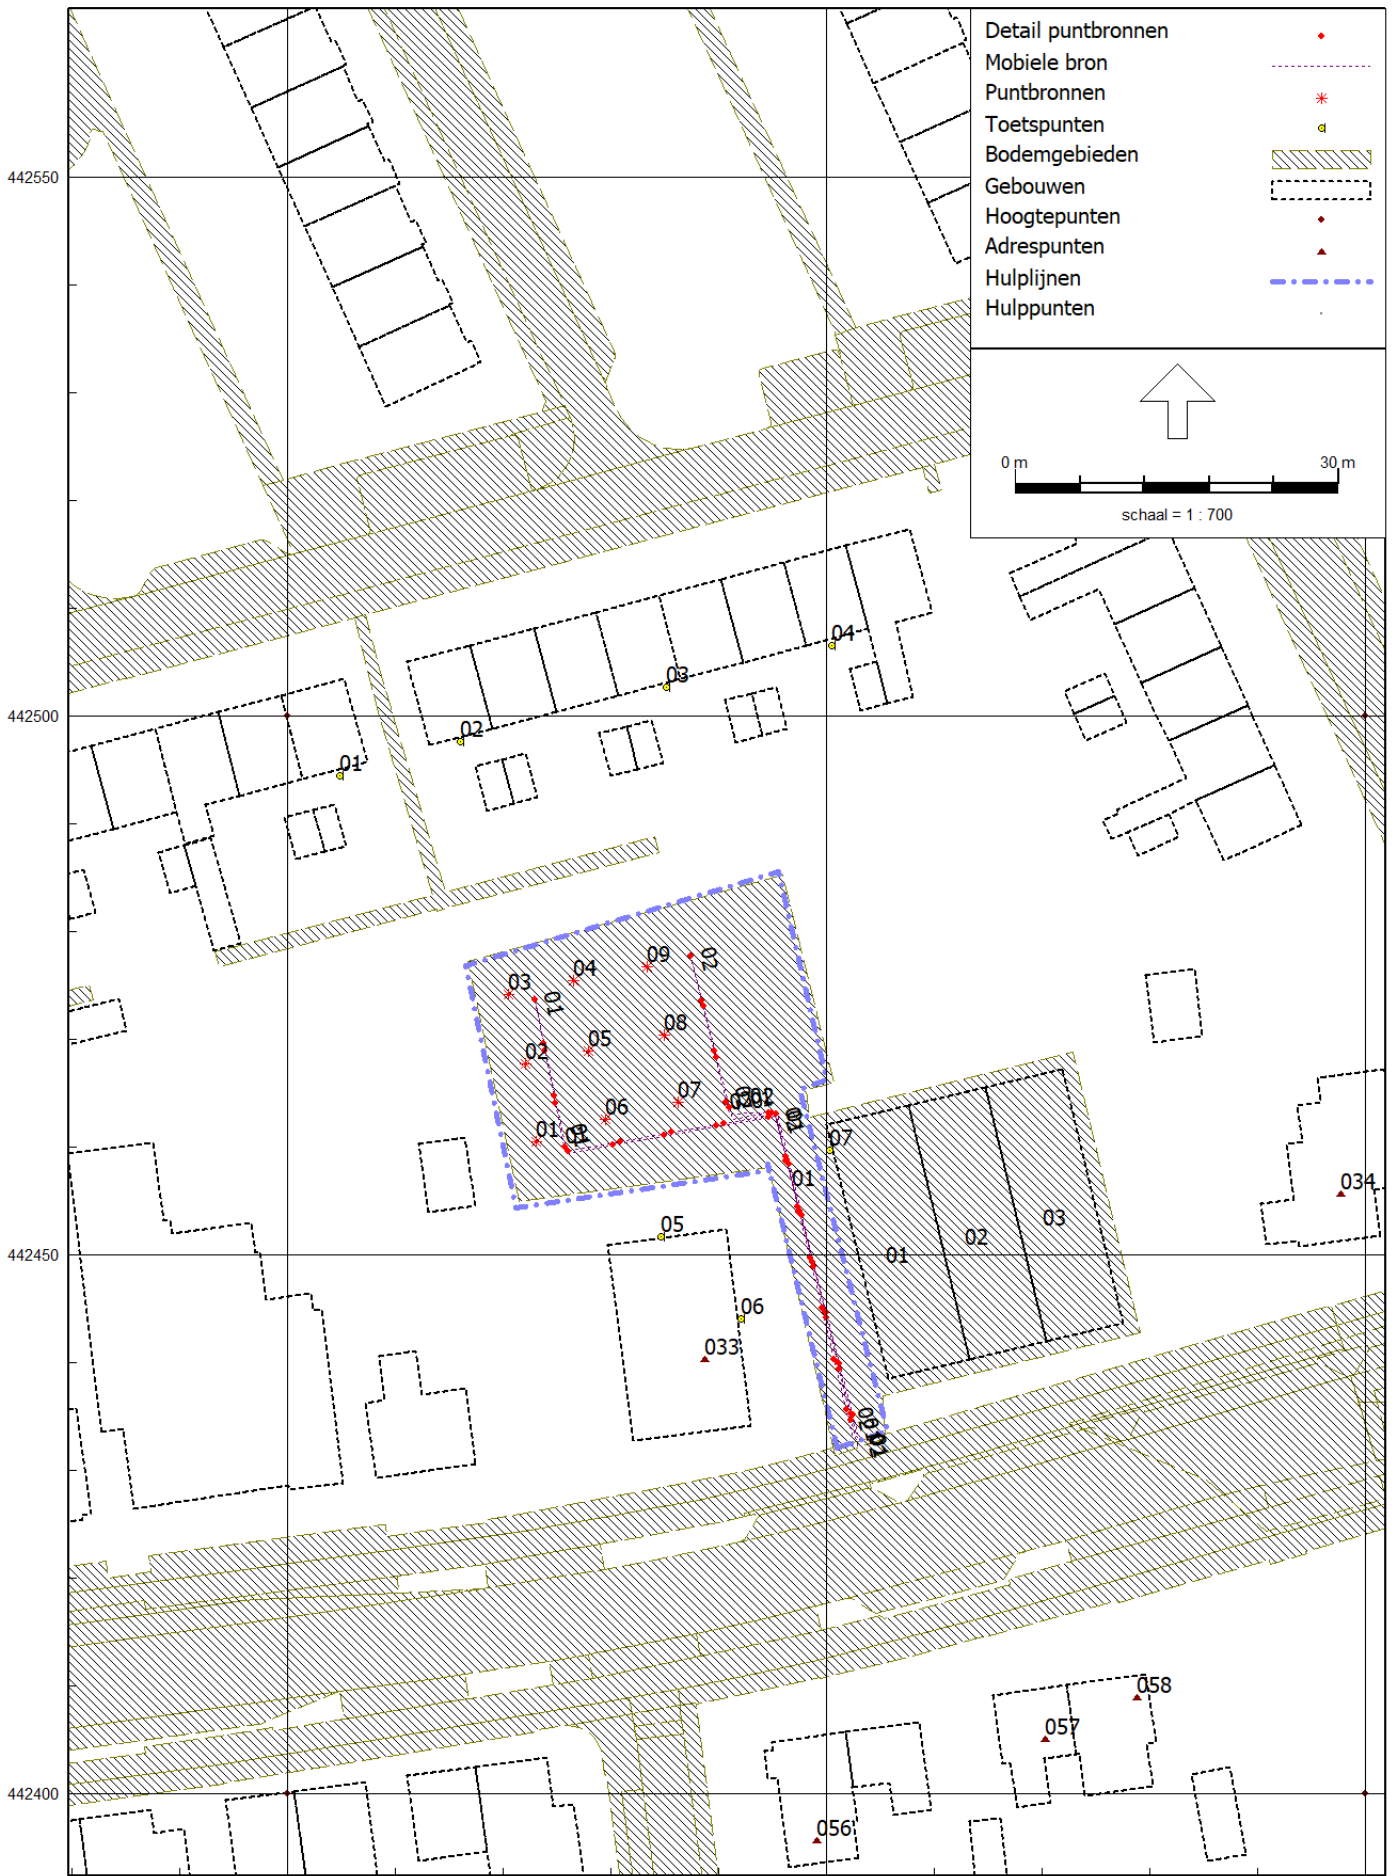 Detail puntbronnen
Mobiele bron
Puntbronnen
Toetspunten
Bodemgebieden
Gebouwen
Hoogtepunten
Adrespunten
Hulplijnen
Hulppunten
0 m 30 m
schaal = 1 : 700
442550
442500
442450
442400
04
03
02
01
09
02
04
03
01
08
05
02
07
06
01
07
01
034
03
02
01
05
06
033
058
057
056